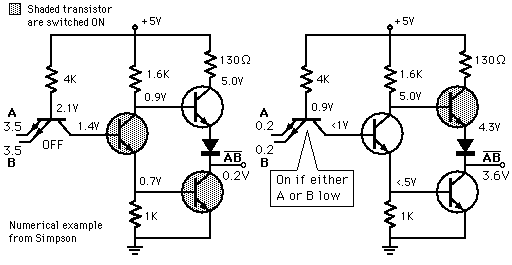 Shaded transistor
are switched ON
+5V
4K
1.6K
130Ω
5.0V
2.1V
0.9V
A
3.5
1.4V
3.5
B
OFF
AB
0.7V
0.2V
1K
Numerical example
from Simpson
+5V
4K
1.6K
130Ω
5.0V
0.9V
A
0.2
<1V
4.3V
0.2
B
AB
On if either
A or B low
<.5V
3.6V
1K